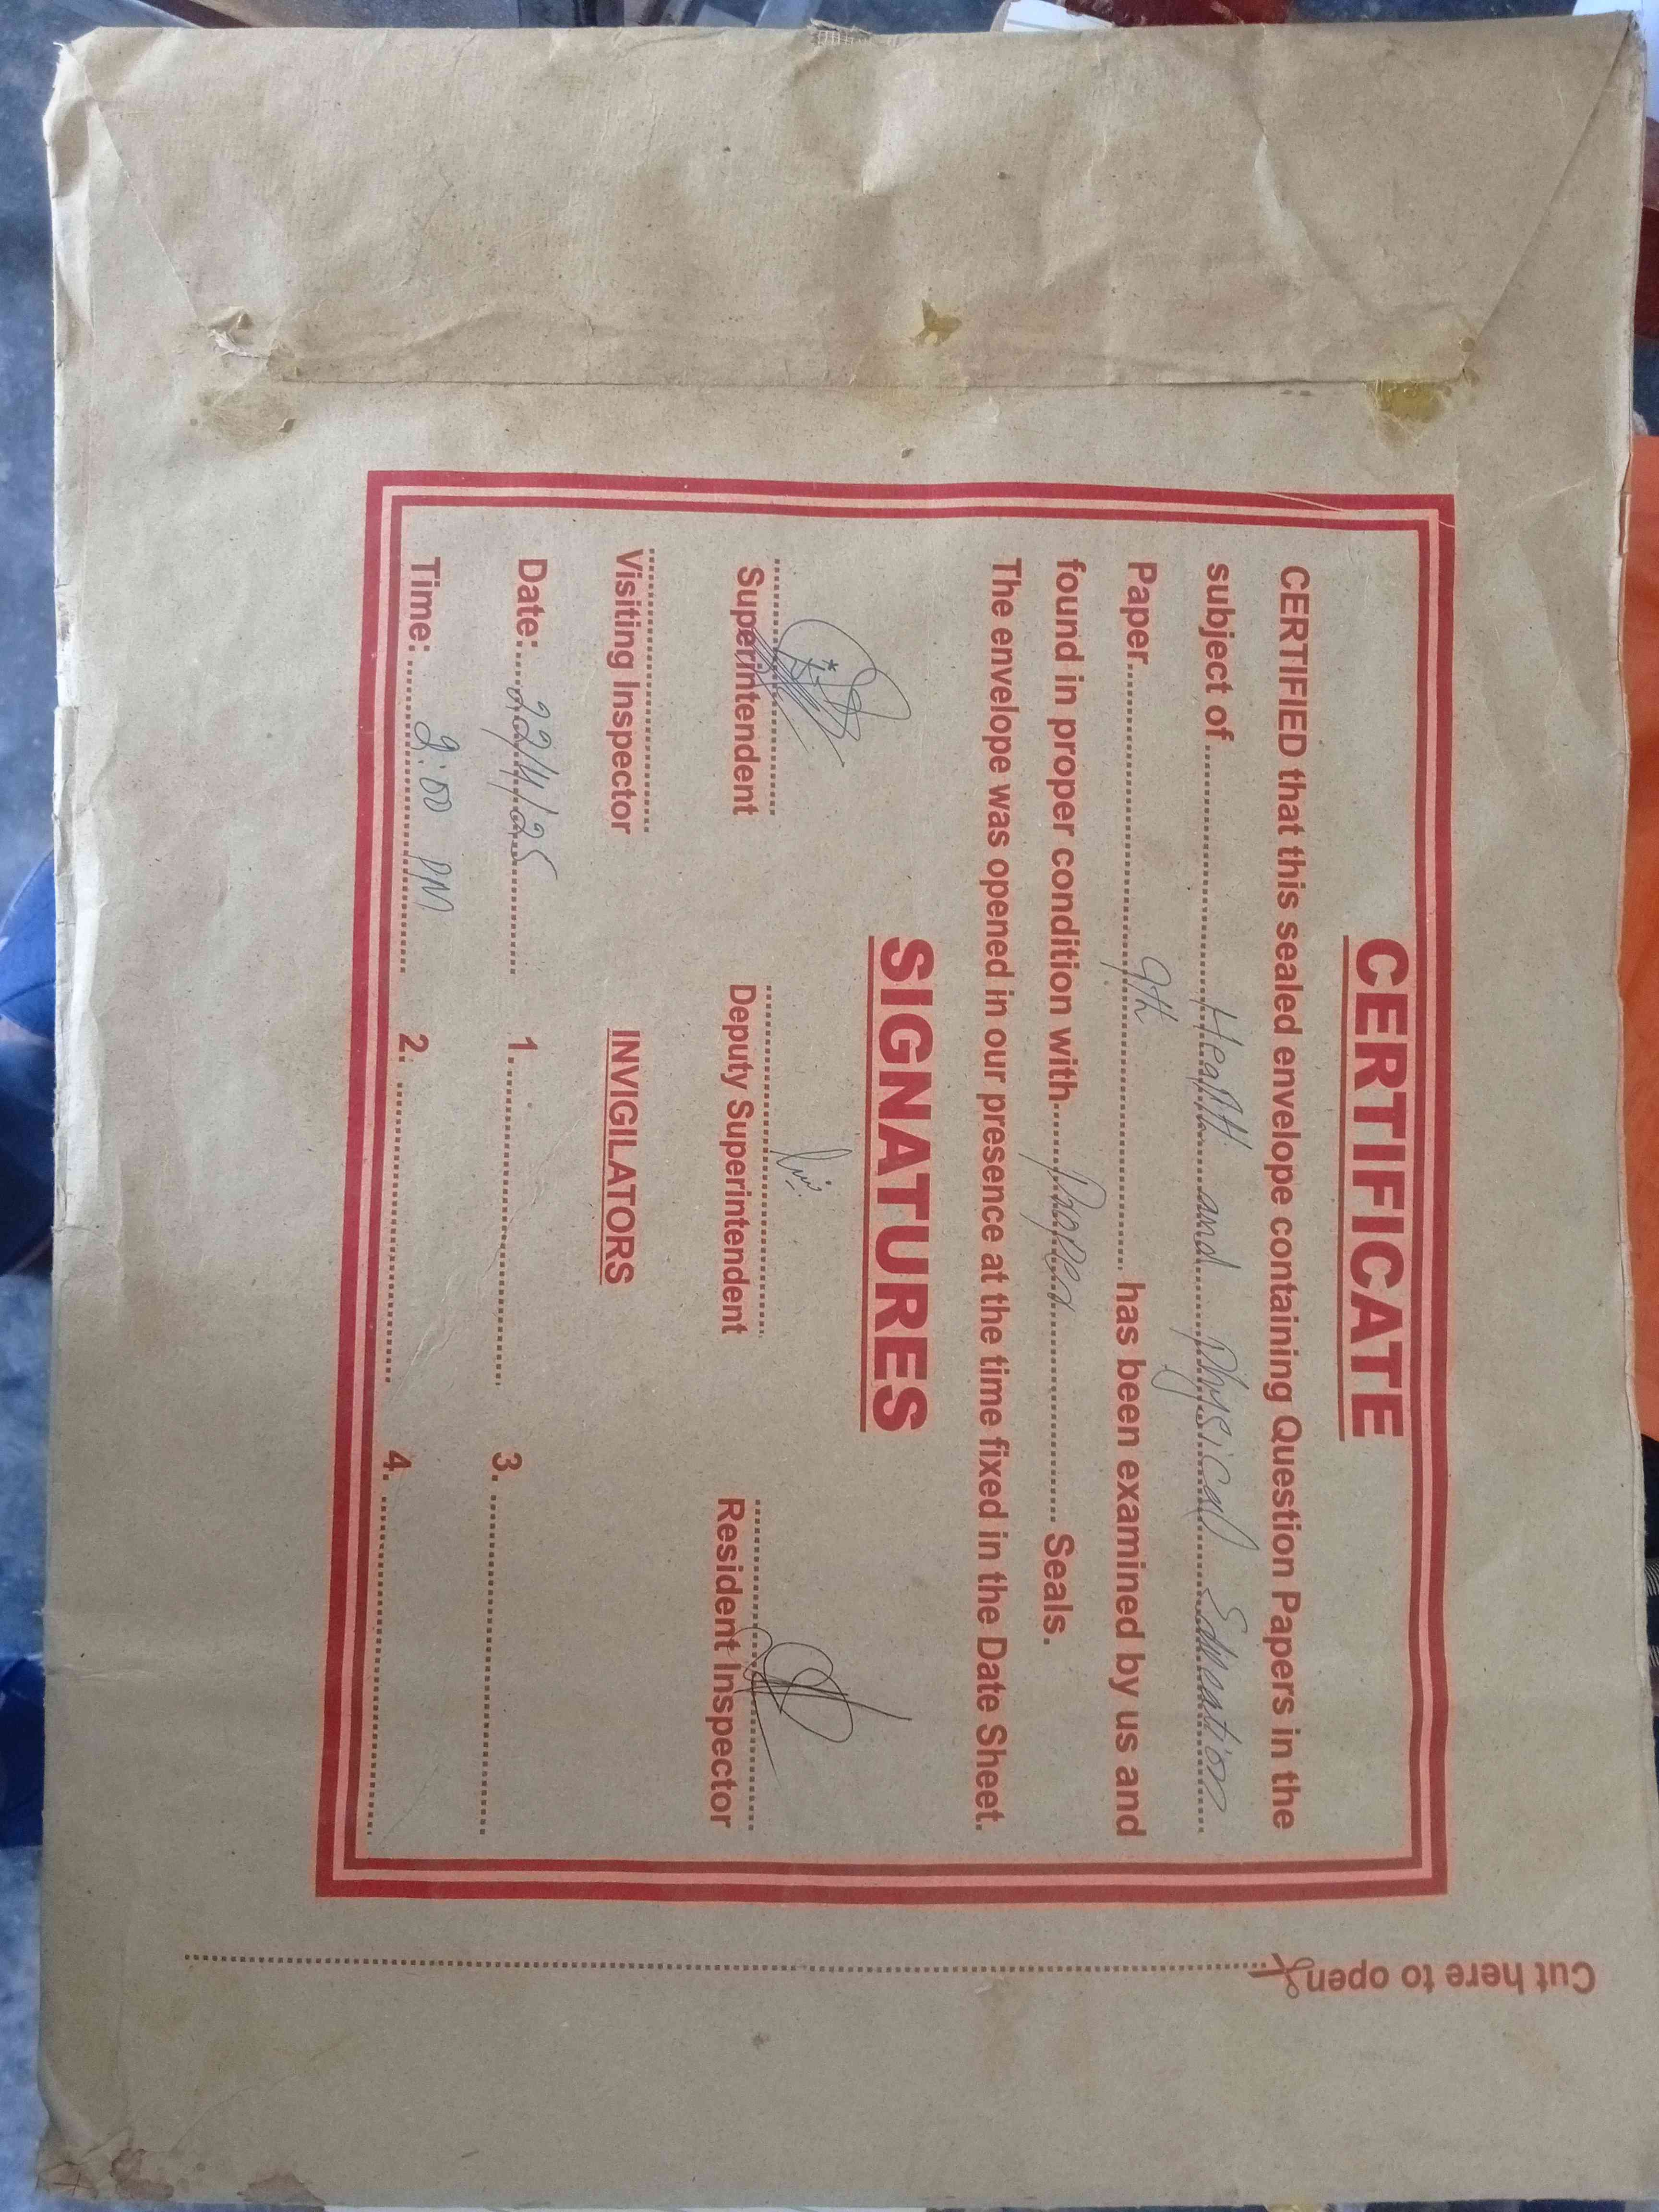 CERTIFICATE
CERTIFIED that this sealed envelope containing Question Papers in the
subject of Health and Physical Education
Paper 9th has been examined by us and
found in proper condition with Proper Seals.
The envelope was opened in our presence at the time fixed in the Date Sheet.
SIGNATURES
Superintendent Deputy Superintendent Resident Inspector
Visiting Inspector INVIGILATORS
Date: 22/4/25 1. 3.
Time: 2:00 PM 2. 4.
Cut here to open